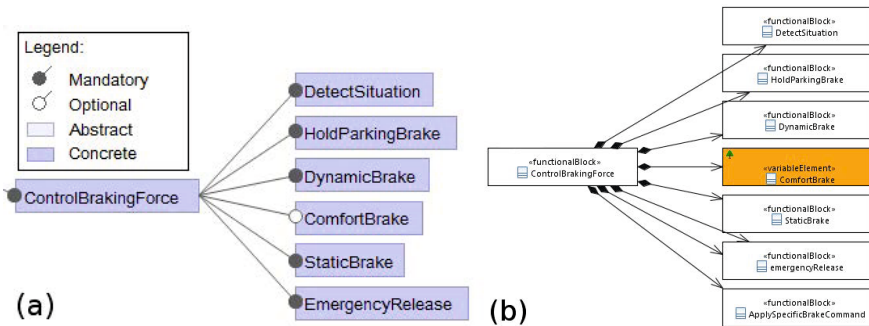 Legend:
Mandatory
Optional
Abstract
Concrete
ControlBrakingForce
DetectSituation
HoldParkingBrake
DynamicBrake
ComfortBrake
StaticBrake
EmergencyRelease
(a)
«functionalBlock»
ControlBrakingForce
«functionalBlock»
DetectSituation
«functionalBlock»
HoldParkingBrake
«functionalBlock»
DynamicBrake
«variableElement»
ComfortBrake
«functionalBlock»
StaticBrake
«functionalBlock»
emergencyRelease
«functionalBlock»
ApplySpecificBrakeCommand
(b)